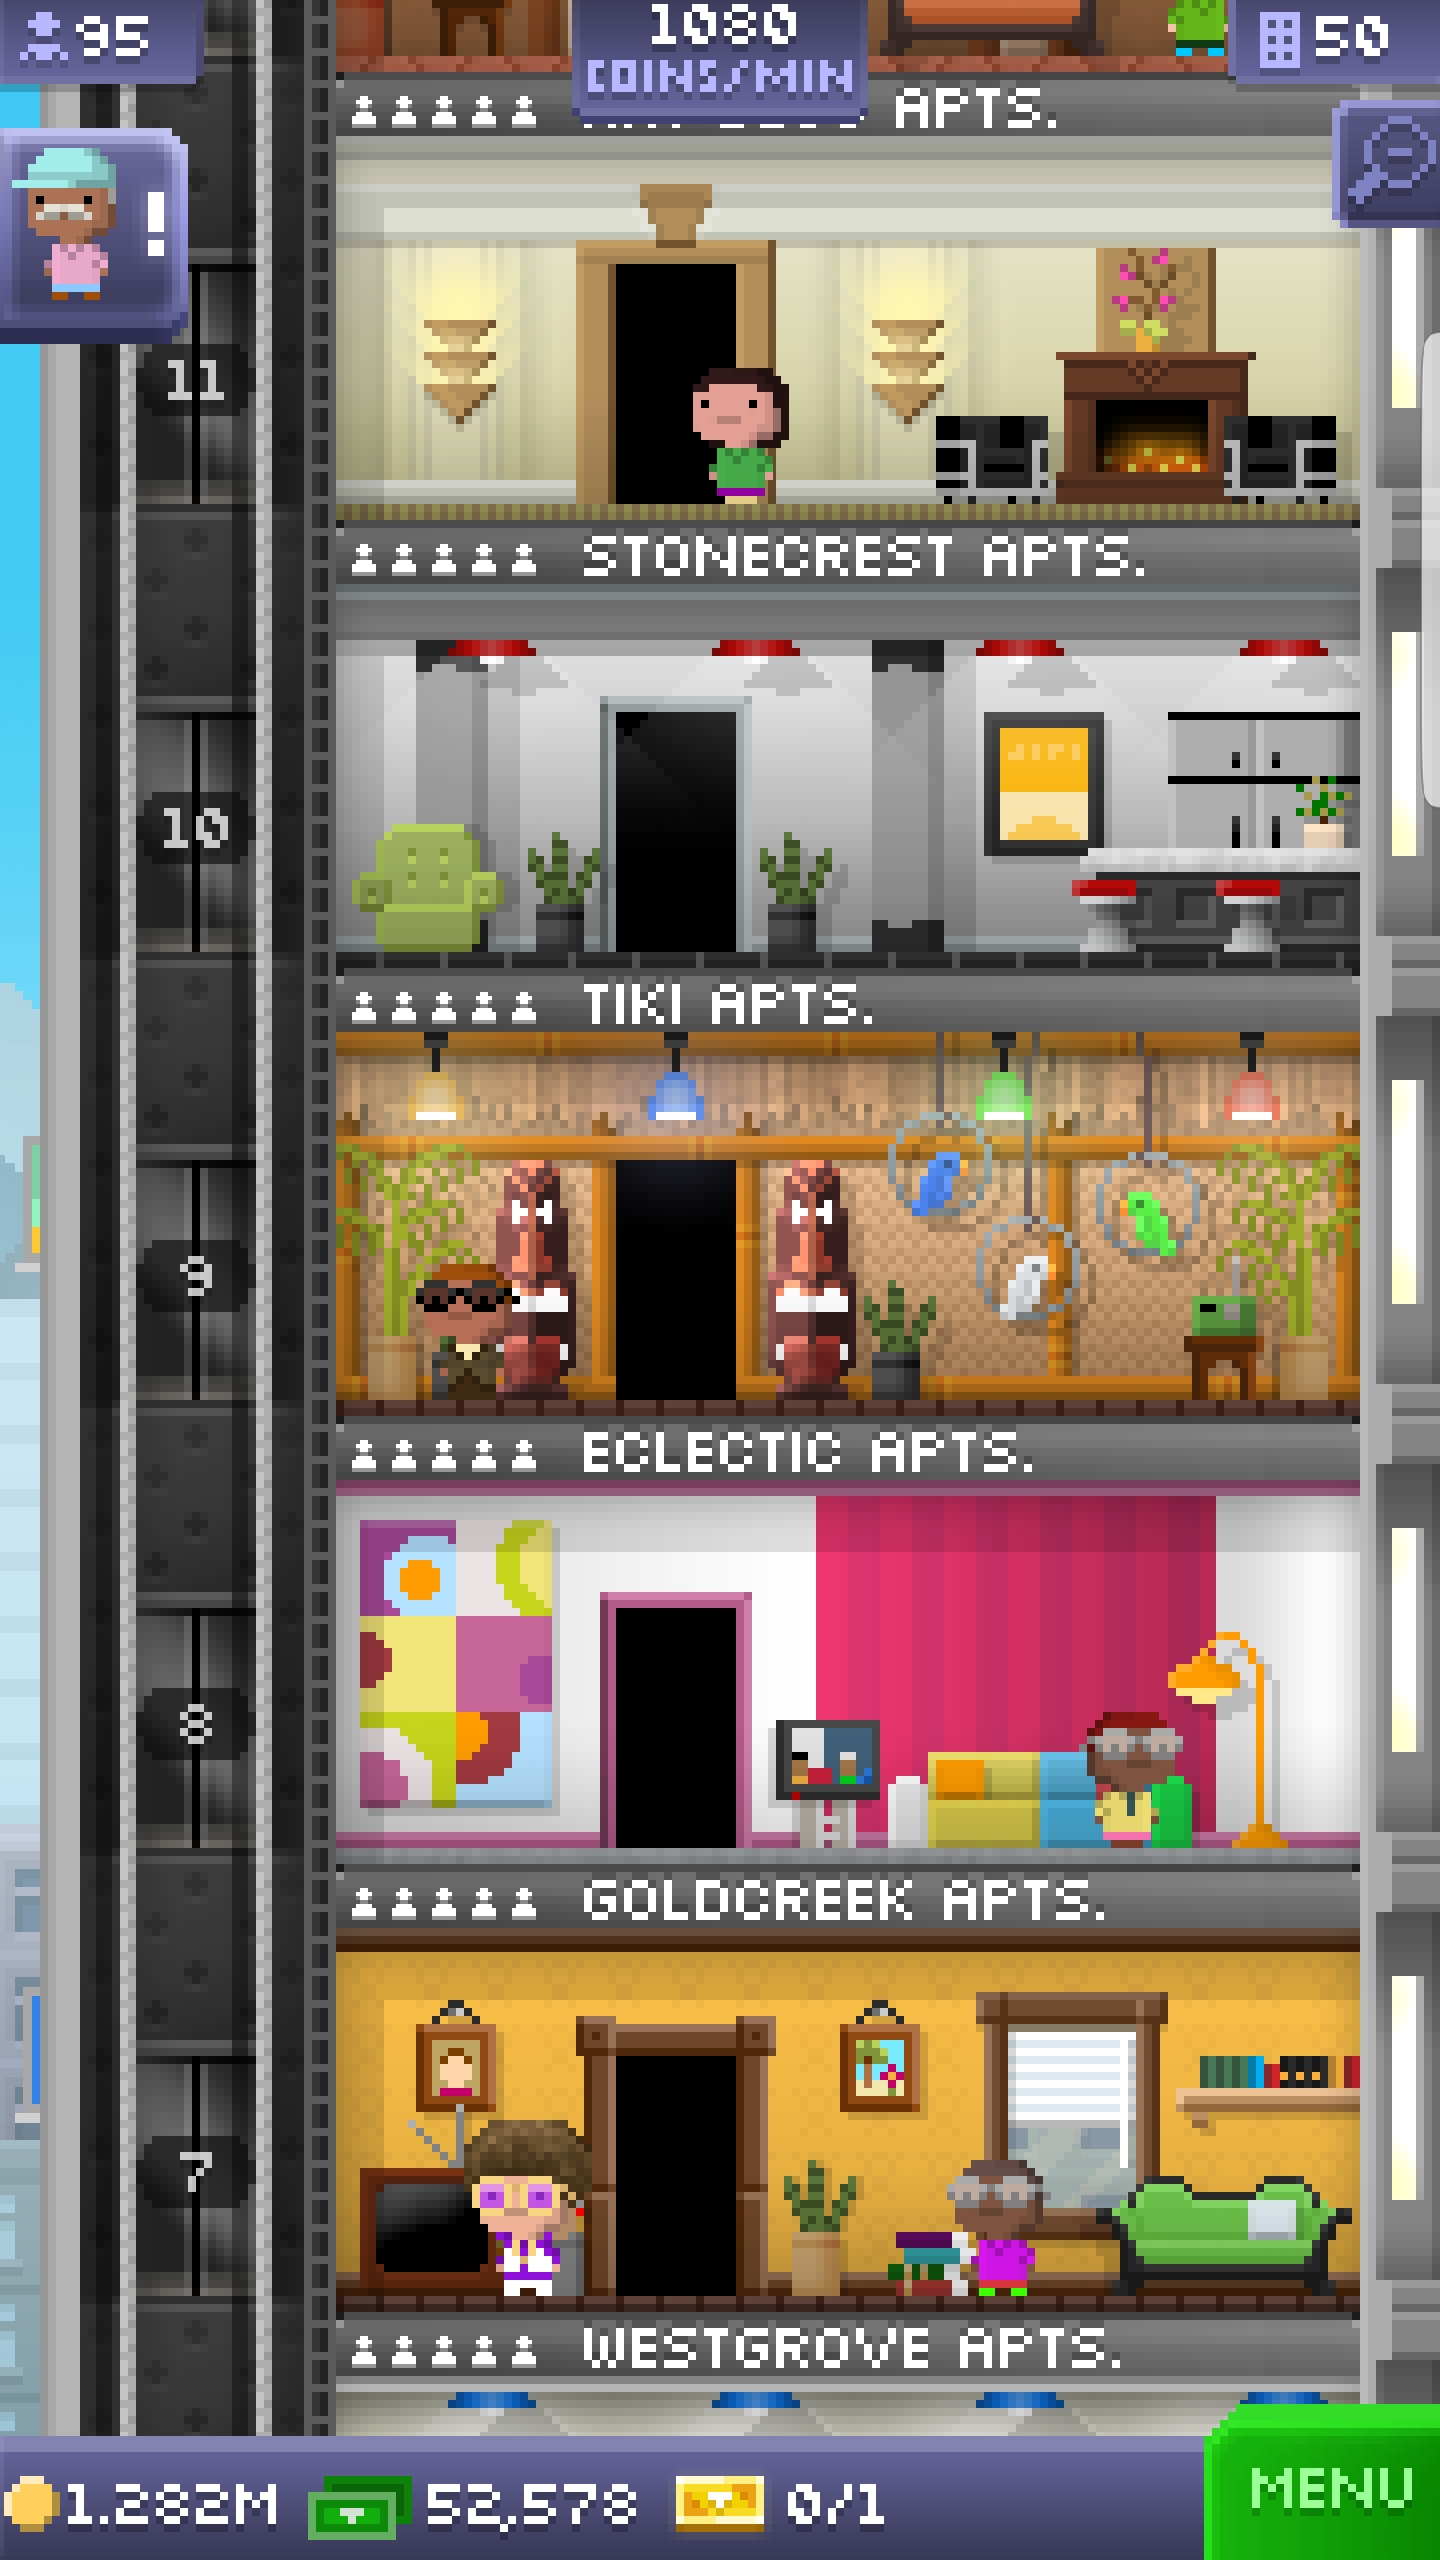 95
1080
COINS/MIN
50
APTS.
!
11
STONECREST APTS.
10
TIKI APTS.
9
ECLECTIC APTS.
8
GOLDCREEK APTS.
7
WESTGROVE APTS.
1.282M 52,578 0/1
MENU